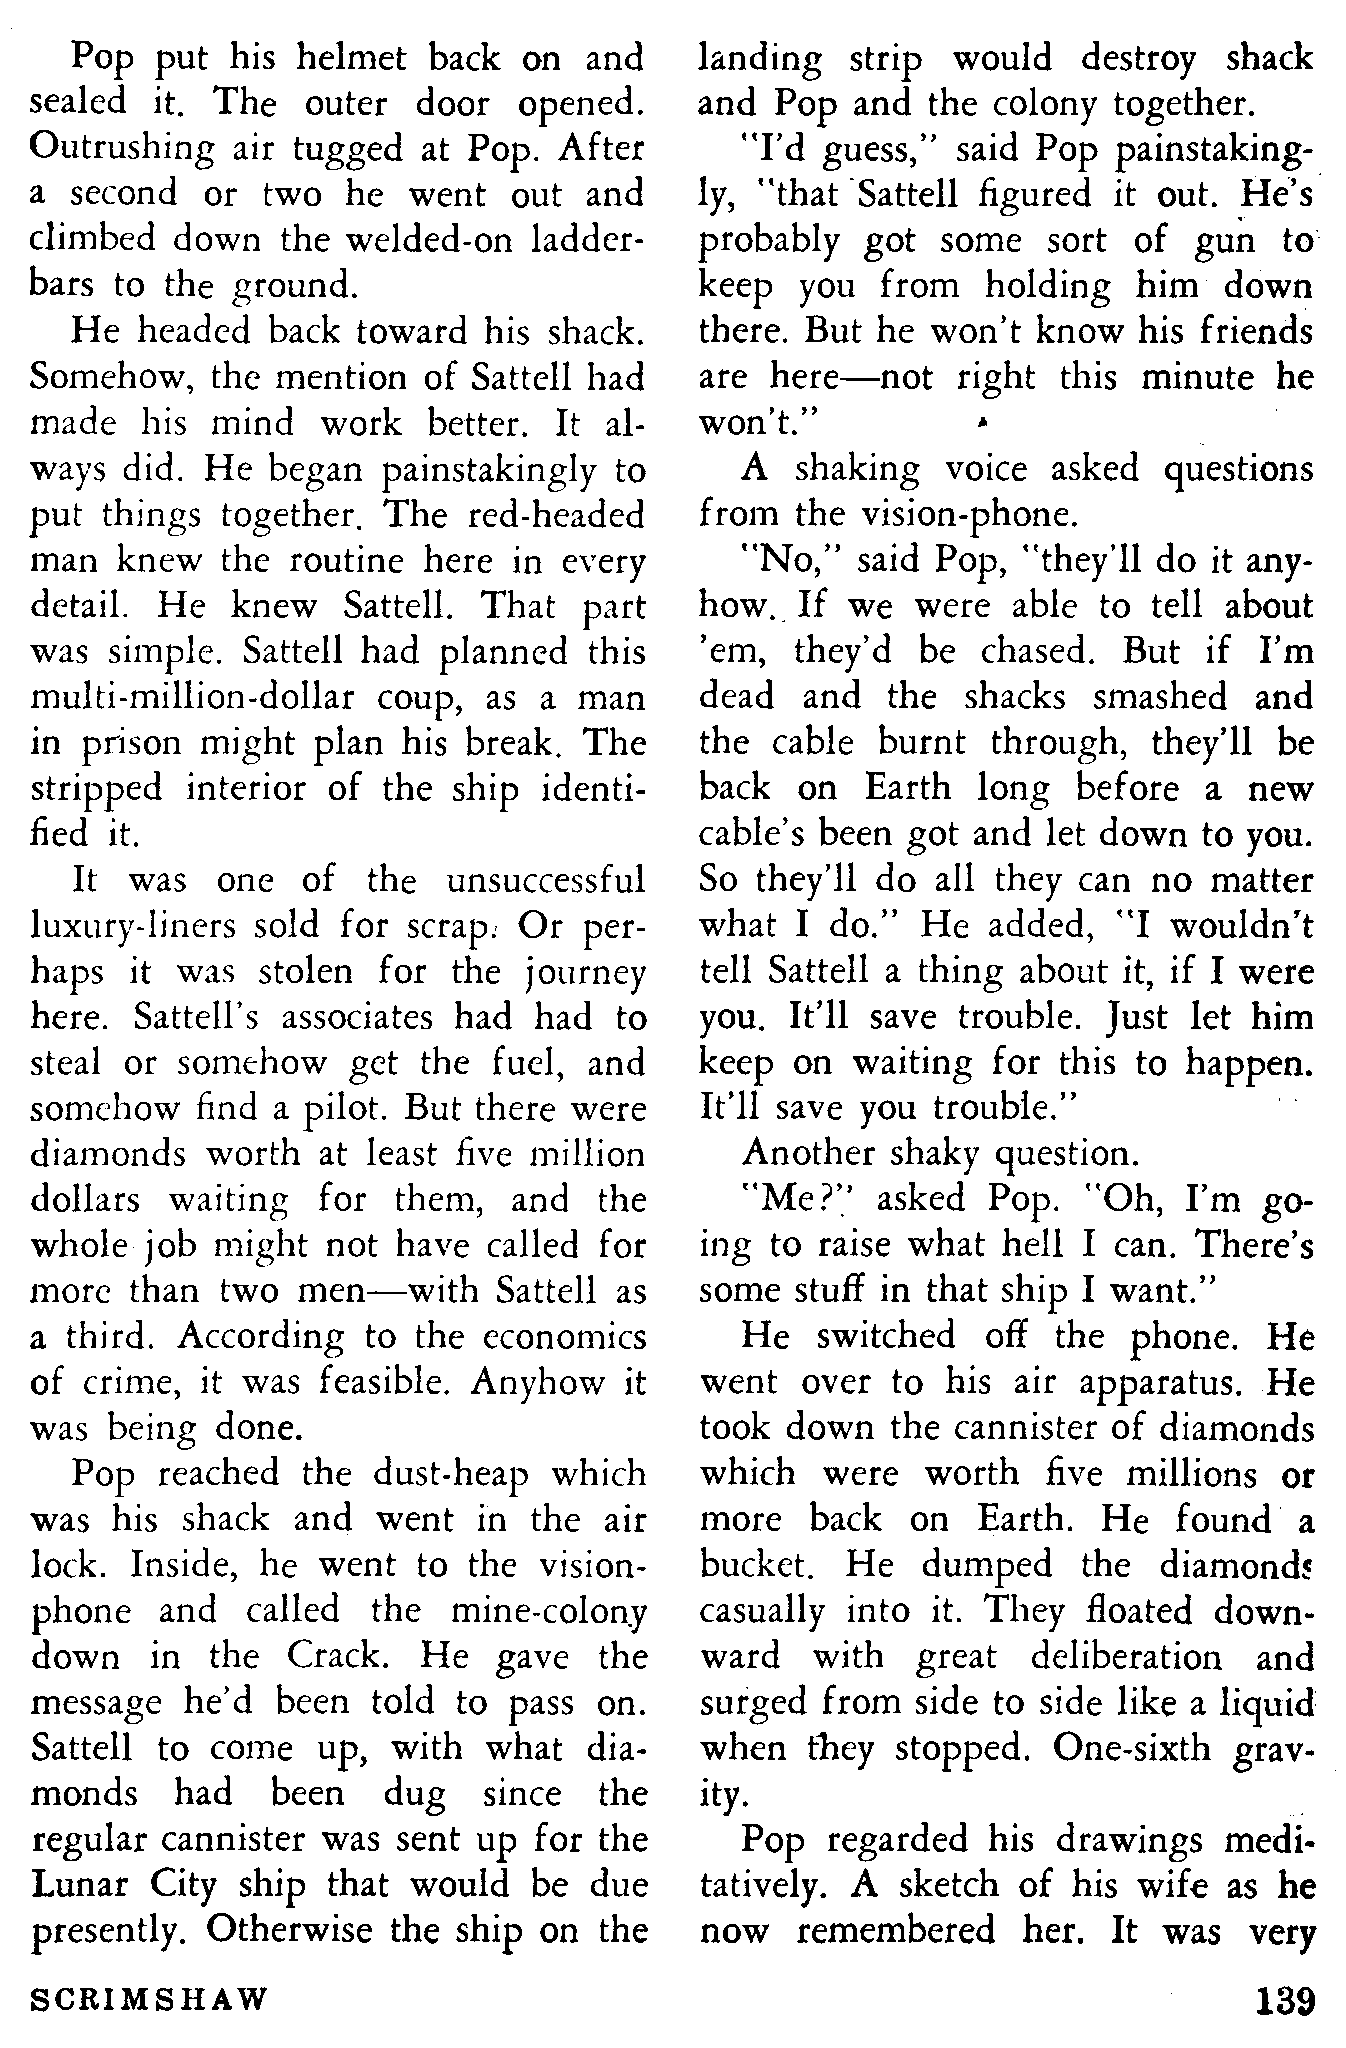 Pop put his helmet back on and
sealed it. The outer door opened.
Outrushing air tugged at Pop. After
a second or two he went out and
climbed down the welded-on ladder-
bars to the ground.
He headed back toward his shack.
Somehow, the mention of Sattell had
made his mind work better. It al-
ways did. He began painstakingly to
put things together. The red-headed
man knew the routine here in every
detail. He knew Sattell. That part
was simple. Sattell had planned this
multi-million-dollar coup, as a man
in prison might plan his break. The
stripped interior of the ship identi-
fied it.
It was one of the unsuccessful
luxury-liners sold for scrap. Or per-
haps it was stolen for the journey
here. Sattell's associates had had to
steal or somehow get the fuel, and
somehow find a pilot. But there were
diamonds worth at least five million
dollars waiting for them, and the
whole job might not have called for
more than two men—with Sattell as
a third. According to the economics
of crime, it was feasible. Anyhow it
was being done.
Pop reached the dust-heap which
was his shack and went in the air
lock. Inside, he went to the vision-
phone and called the mine-colony
down in the Crack. He gave the
message he'd been told to pass on.
Sattell to come up, with what dia-
monds had been dug since the
regular cannister was sent up for the
Lunar City ship that would be due
presently. Otherwise the ship on the
landing strip would destroy shack
and Pop and the colony together.
"I'd guess," said Pop painstaking-
ly, "that Sattell figured it out. He's
probably got some sort of gun to
keep you from holding him down
there. But he won't know his friends
are here—not right this minute he
won't."
A shaking voice asked questions
from the vision-phone.
"No," said Pop, "they'll do it any-
how. If we were able to tell about
'em, they'd be chased. But if I'm
dead and the shacks smashed and
the cable burnt through, they'll be
back on Earth long before a new
cable's been got and let down to you.
So they'll do all they can no matter
what I do." He added, "I wouldn't
tell Sattell a thing about it, if I were
you. It'll save trouble. Just let him
keep on waiting for this to happen.
It'll save you trouble."
Another shaky question.
"Me?" asked Pop. "Oh, I'm go-
ing to raise what hell I can. There's
some stuff in that ship I want."
He switched off the phone. He
went over to his air apparatus. He
took down the cannister of diamonds
which were worth five millions or
more back on Earth. He found a
bucket. He dumped the diamonds
casually into it. They floated down-
ward with great deliberation and
surged from side to side like a liquid
when they stopped. One-sixth grav-
ity.
Pop regarded his drawings medi-
tatively. A sketch of his wife as he
now remembered her. It was very
SCRIMSHAW
139